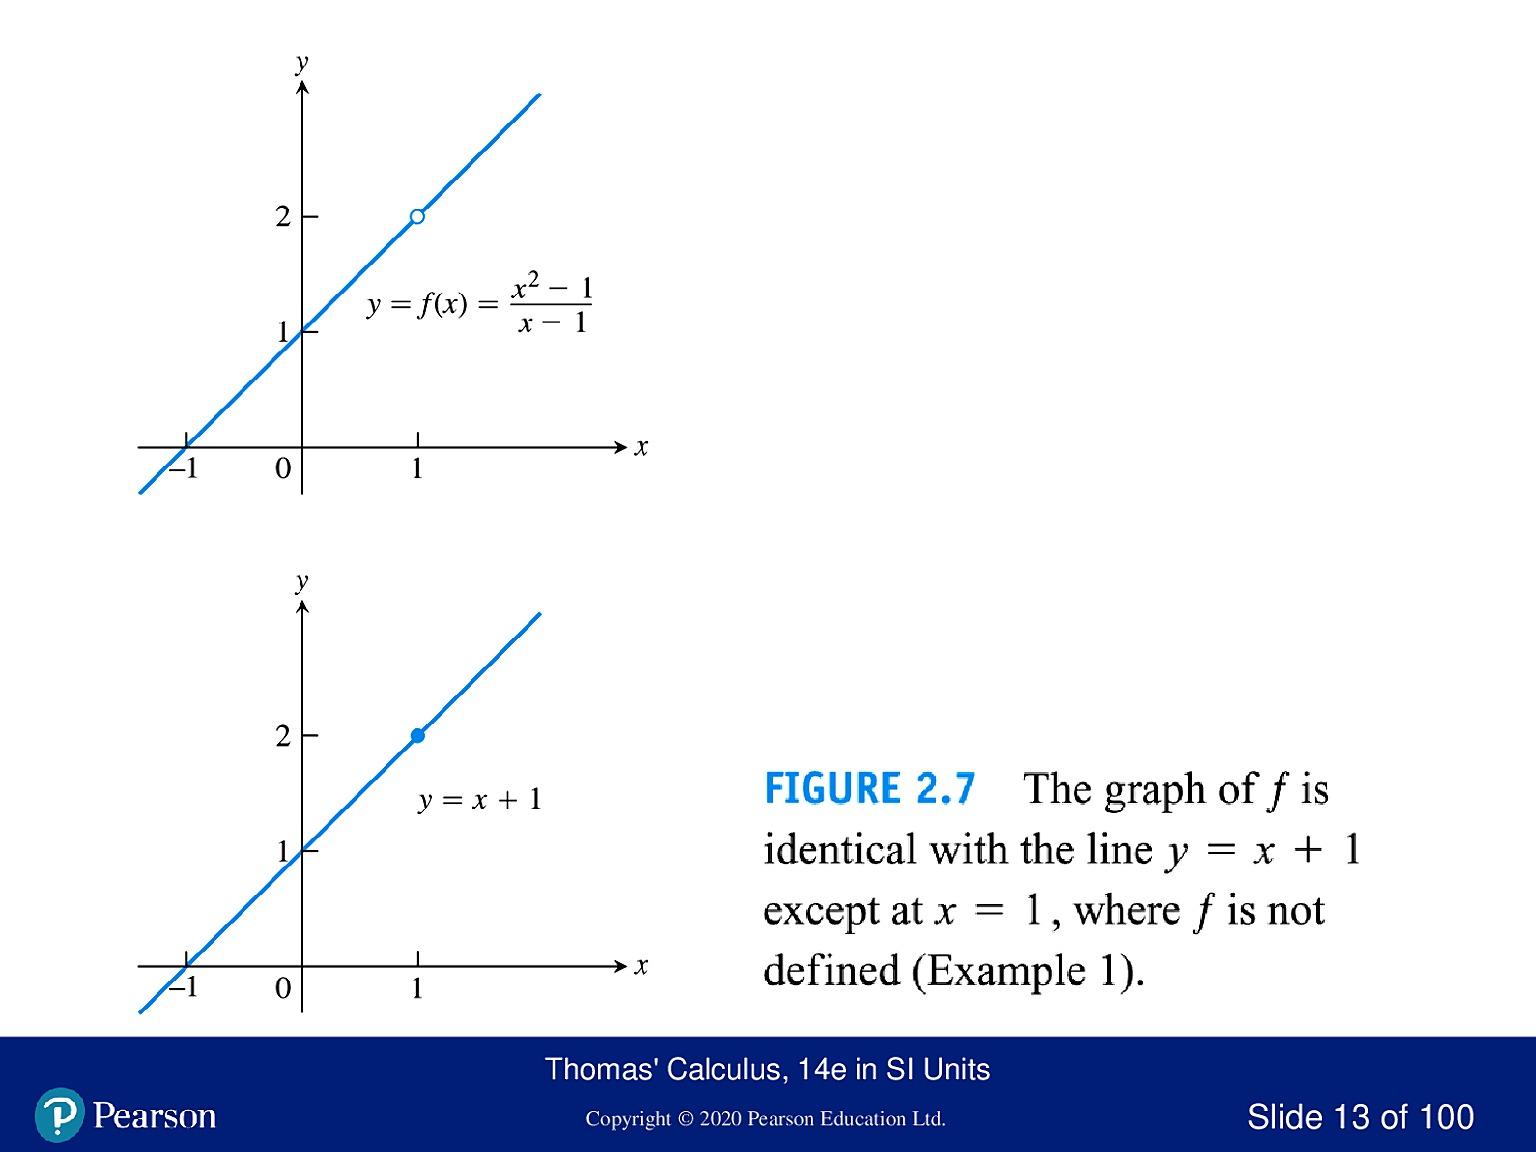 y
2
y = f(x) = x² – 1 / x – 1
1
–1 0 1 x
y
2
y = x + 1
1
–1 0 1 x
FIGURE 2.7 The graph of f is
identical with the line y = x + 1
except at x = 1, where f is not
defined (Example 1).
Thomas' Calculus, 14e in SI Units
Pearson
Copyright © 2020 Pearson Education Ltd.
Slide 13 of 100